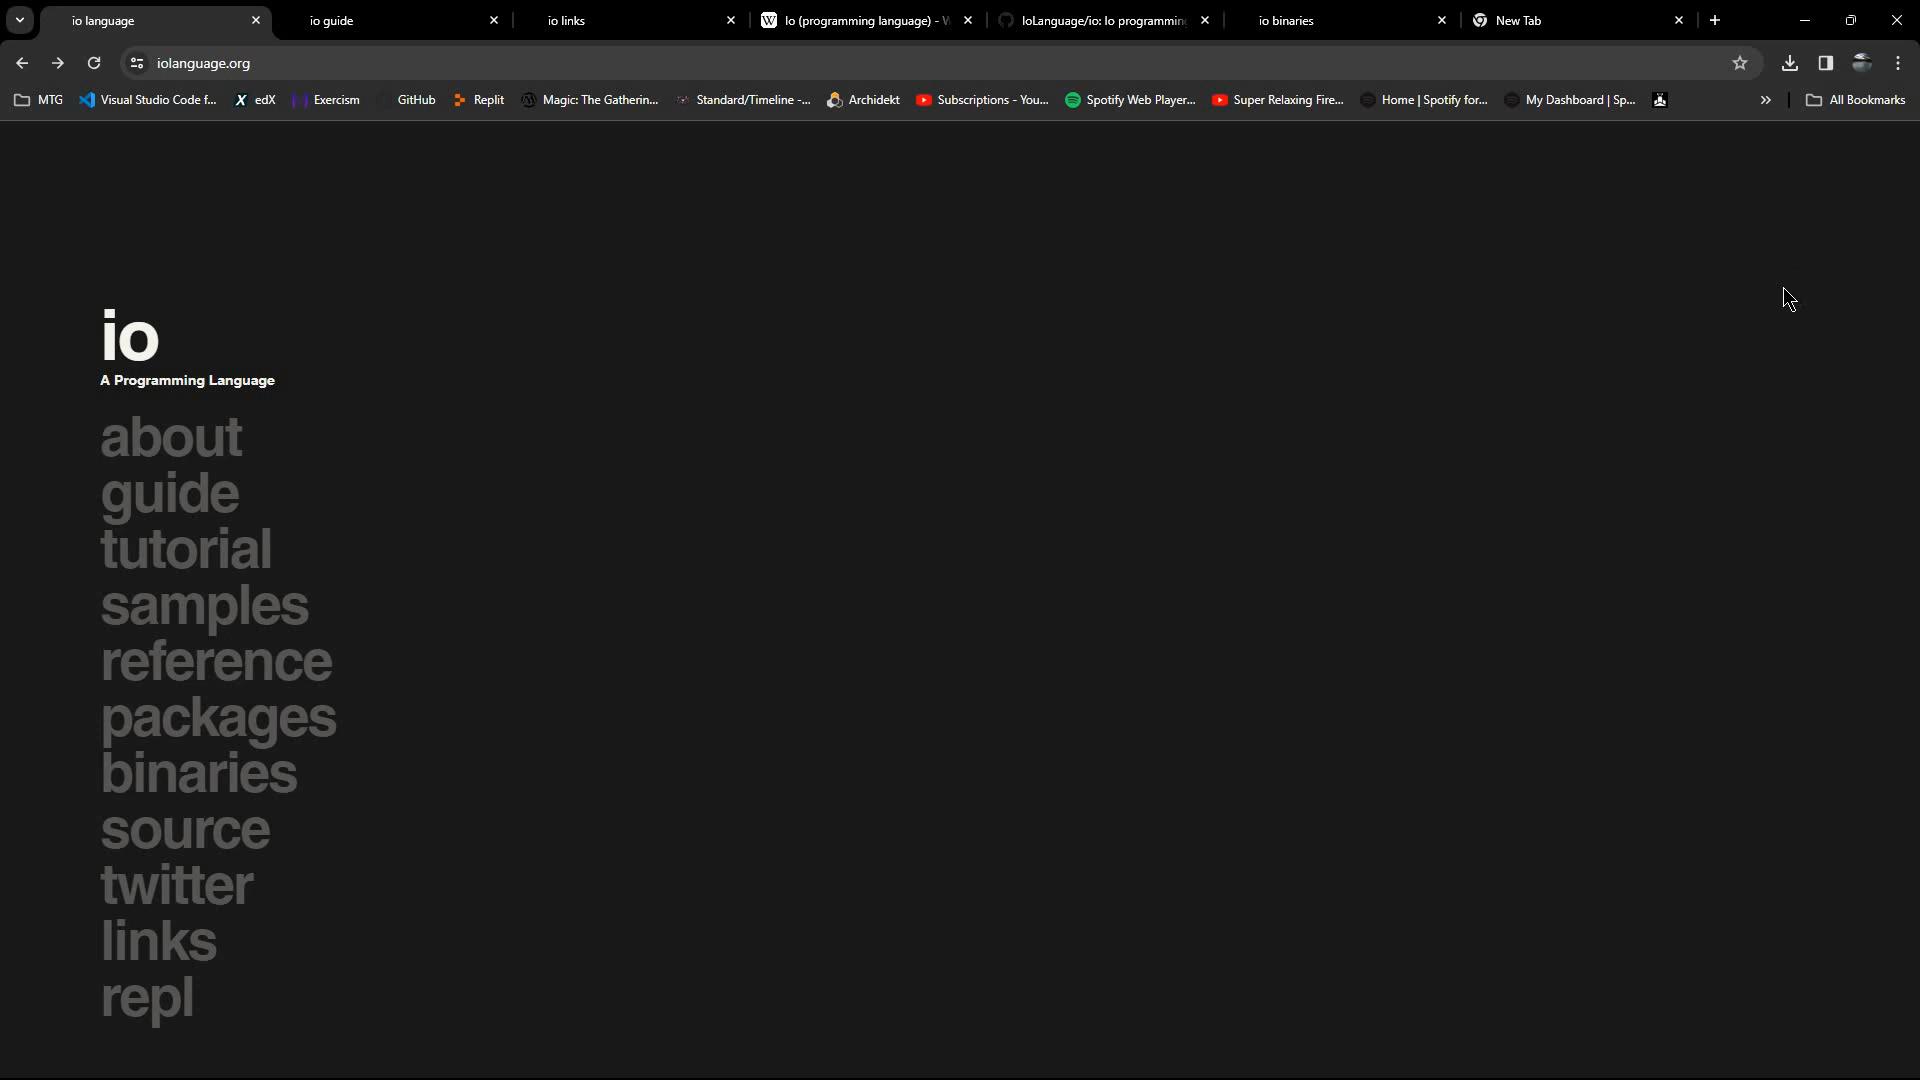 io language
io guide
io links
Io (programming language) - W
IoLanguage/io: Io programming
io binaries
New Tab
iolanguage.org
MTG
Visual Studio Code f...
edX
Exercism
GitHub
Replit
Magic: The Gatherin...
Standard/Timeline -...
Archidekt
Subscriptions - You...
Spotify Web Player...
Super Relaxing Fire...
Home | Spotify for...
My Dashboard | Sp...
All Bookmarks
io
A Programming Language
about
guide
tutorial
samples
reference
packages
binaries
source
twitter
links
repl